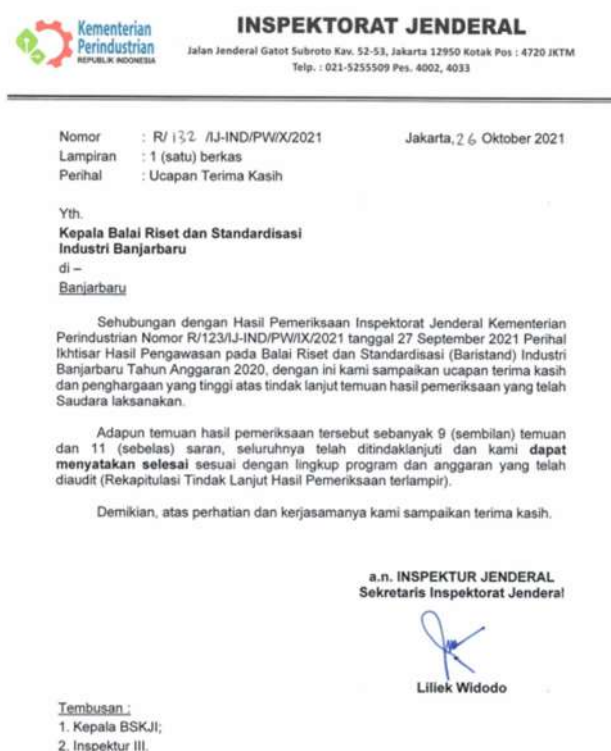 Kementerian
Perindustrian
REPUBLIK INDONESIA
INSPEKTORAT JENDERAL
Jalan Jenderal Gatot Subroto Kav. 52-53, Jakarta 12950 Kotak Pos : 4720 JKTM
Telp. : 021-5255509 Pes. 4002, 4033
Nomor : R/ 132 /IJ-IND/PW/X/2021 Jakarta, 26 Oktober 2021
Lampiran : 1 (satu) berkas
Perihal : Ucapan Terima Kasih
Yth.
Kepala Balai Riset dan Standardisasi
Industri Banjarbaru
di –
Banjarbaru
Sehubungan dengan Hasil Pemeriksaan Inspektorat Jenderal Kementerian
Perindustrian Nomor R/123/IJ-IND/PW/IX/2021 tanggal 27 September 2021 Perihal
Ikhtisar Hasil Pengawasan pada Balai Riset dan Standardisasi (Baristand) Industri
Banjarbaru Tahun Anggaran 2020, dengan ini kami sampaikan ucapan terima kasih
dan penghargaan yang tinggi atas tindak lanjut temuan hasil pemeriksaan yang telah
Saudara laksanakan.
Adapun temuan hasil pemeriksaan tersebut sebanyak 9 (sembilan) temuan
dan 11 (sebelas) saran, seluruhnya telah ditindaklanjuti dan kami dapat
menyatakan selesai sesuai dengan lingkup program dan anggaran yang telah
diaudit (Rekapitulasi Tindak Lanjut Hasil Pemeriksaan terlampir).
Demikian, atas perhatian dan kerjasamanya kami sampaikan terima kasih.
a.n. INSPEKTUR JENDERAL
Sekretaris Inspektorat Jenderal
Liliek Widodo
Tembusan :
1. Kepala BSKJI;
2. Inspektur III.